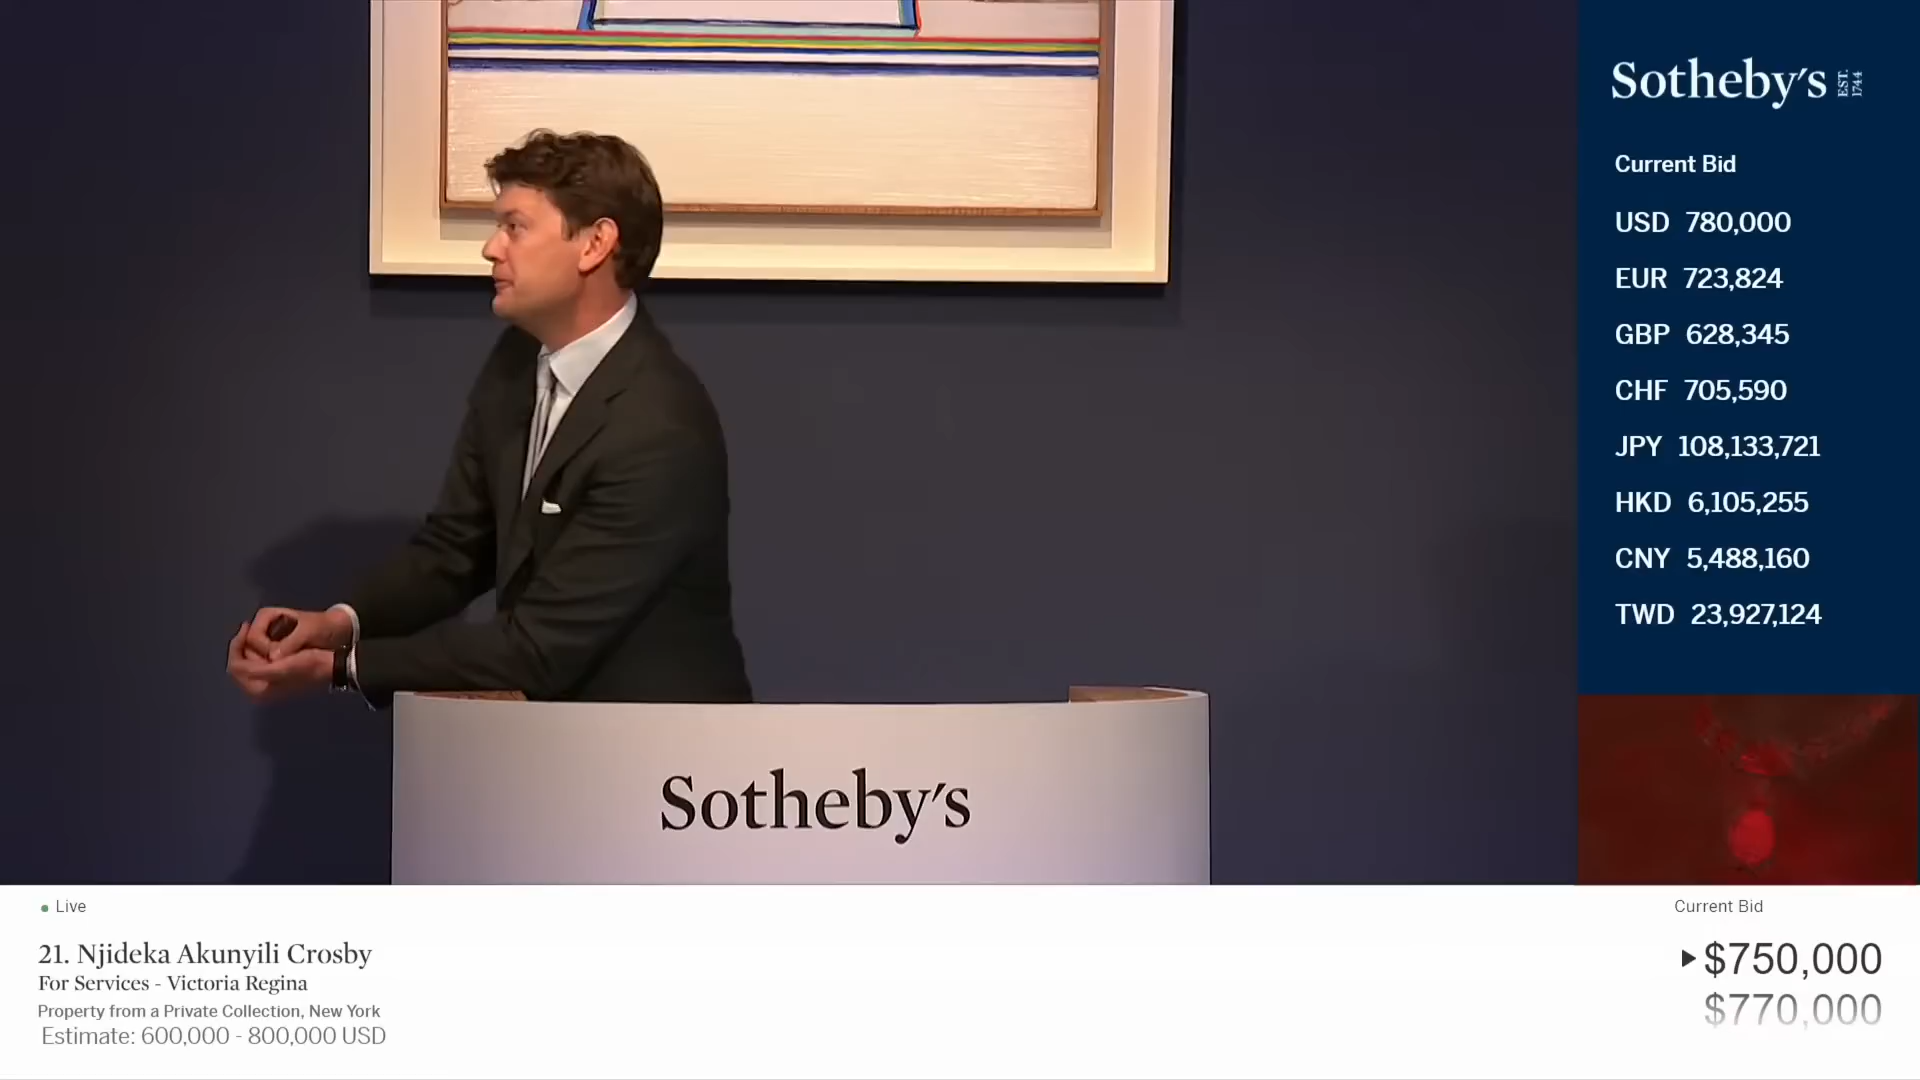 Sotheby's EST. 1744
Current Bid
USD 780,000
EUR 723,824
GBP 628,345
CHF 705,590
JPY 108,133,721
HKD 6,105,255
CNY 5,488,160
TWD 23,927,124
Sotheby's
Live
Current Bid
21. Njideka Akunyili Crosby
For Services - Victoria Regina
Property from a Private Collection, New York
Estimate: 600,000 - 800,000 USD
$750,000
$770,000